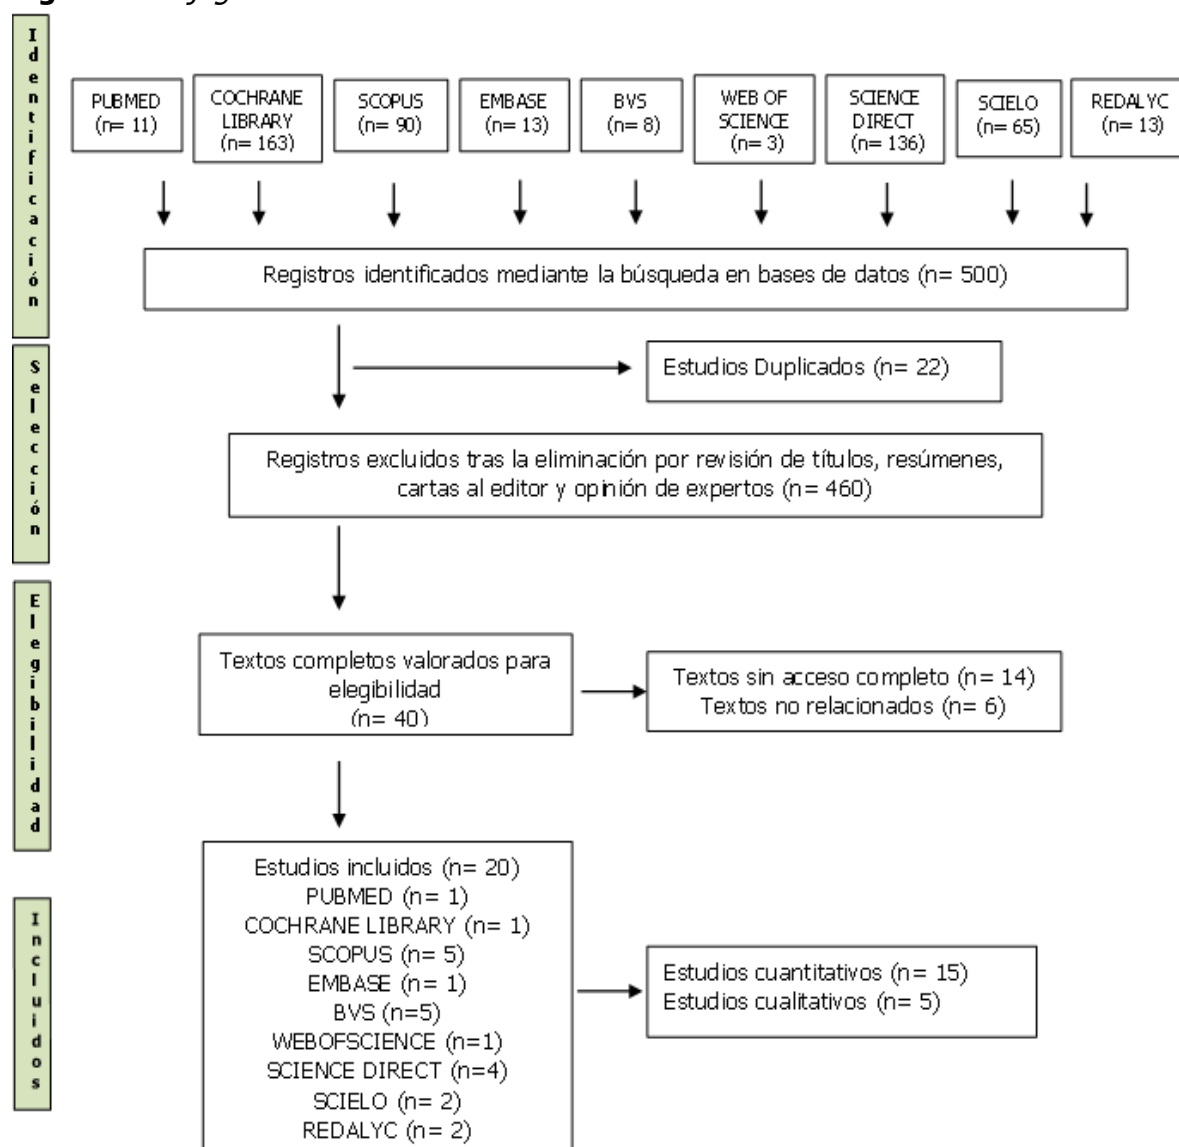 Identificación
PUBMED
(n= 11)
COCHRANE
LIBRARY
(n= 163)
SCOPUS
(n= 90)
EMBASE
(n= 13)
BVS
(n= 8)
WEB OF
SCIENCE
(n= 3)
SCIENCE
DIRECT
(n= 136)
SCIELO
(n= 65)
REDALYC
(n= 13)
Registros identificados mediante la búsqueda en bases de datos (n= 500)
Selección
Estudios Duplicados (n= 22)
Registros excluidos tras la eliminación por revisión de títulos, resúmenes,
cartas al editor y opinión de expertos (n= 460)
Elegibilidad
Textos completos valorados para
elegibilidad
(n= 40)
Textos sin acceso completo (n= 14)
Textos no relacionados (n= 6)
Incluidos
Estudios incluidos (n= 20)
PUBMED (n= 1)
COCHRANE LIBRARY (n= 1)
SCOPUS (n= 5)
EMBASE (n= 1)
BVS (n=5)
WEBOFSCIENCE (n=1)
SCIENCE DIRECT (n=4)
SCIELO (n= 2)
REDALYC (n= 2)
Estudios cuantitativos (n= 15)
Estudios cualitativos (n= 5)